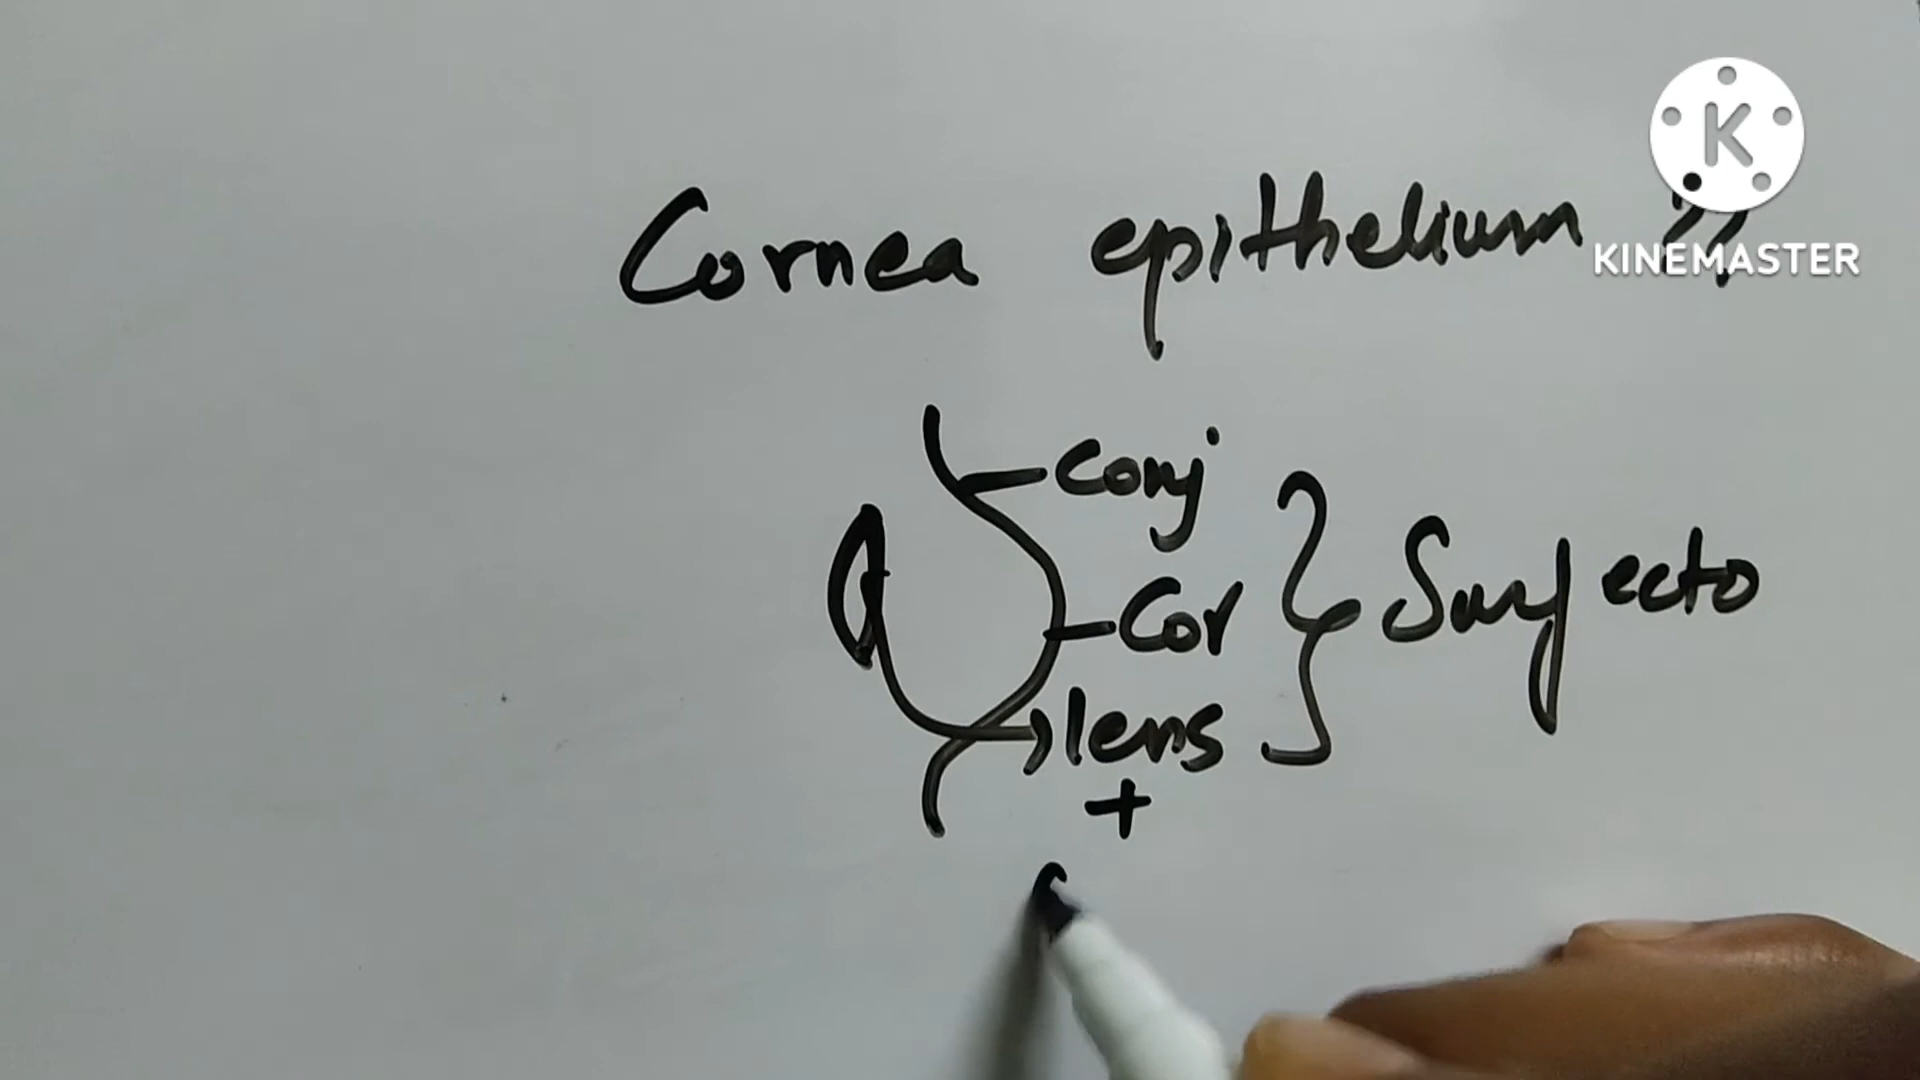 Cornea epithelium ??
K
KINEMASTER
Conj
Cor
lens
+
Surf ecto